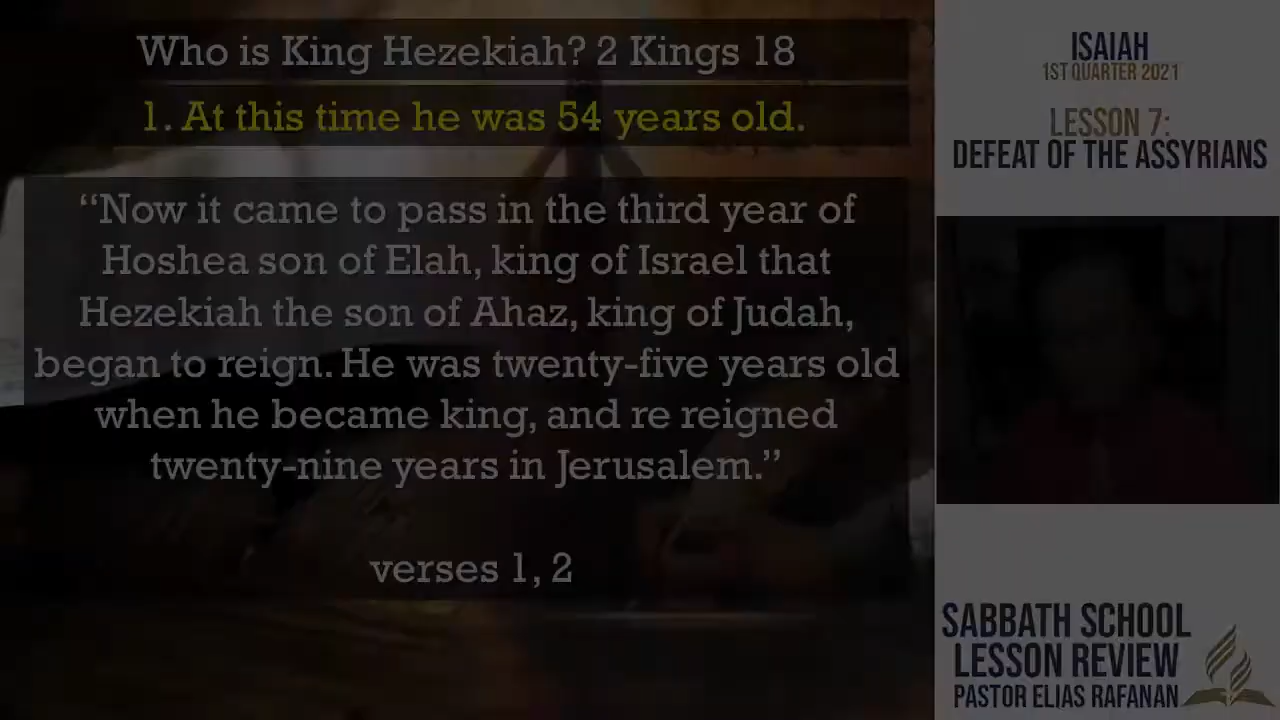 Who is King Hezekiah? 2 Kings 18
1. At this time he was 54 years old.
“Now it came to pass in the third year of
Hoshea son of Elah, king of Israel that
Hezekiah the son of Ahaz, king of Judah,
began to reign. He was twenty-five years old
when he became king, and re reigned
twenty-nine years in Jerusalem.”
verses 1, 2
ISAIAH
1ST QUARTER 2021
LESSON 7:
DEFEAT OF THE ASSYRIANS
SABBATH SCHOOL
LESSON REVIEW
PASTOR ELIAS RAFANAN